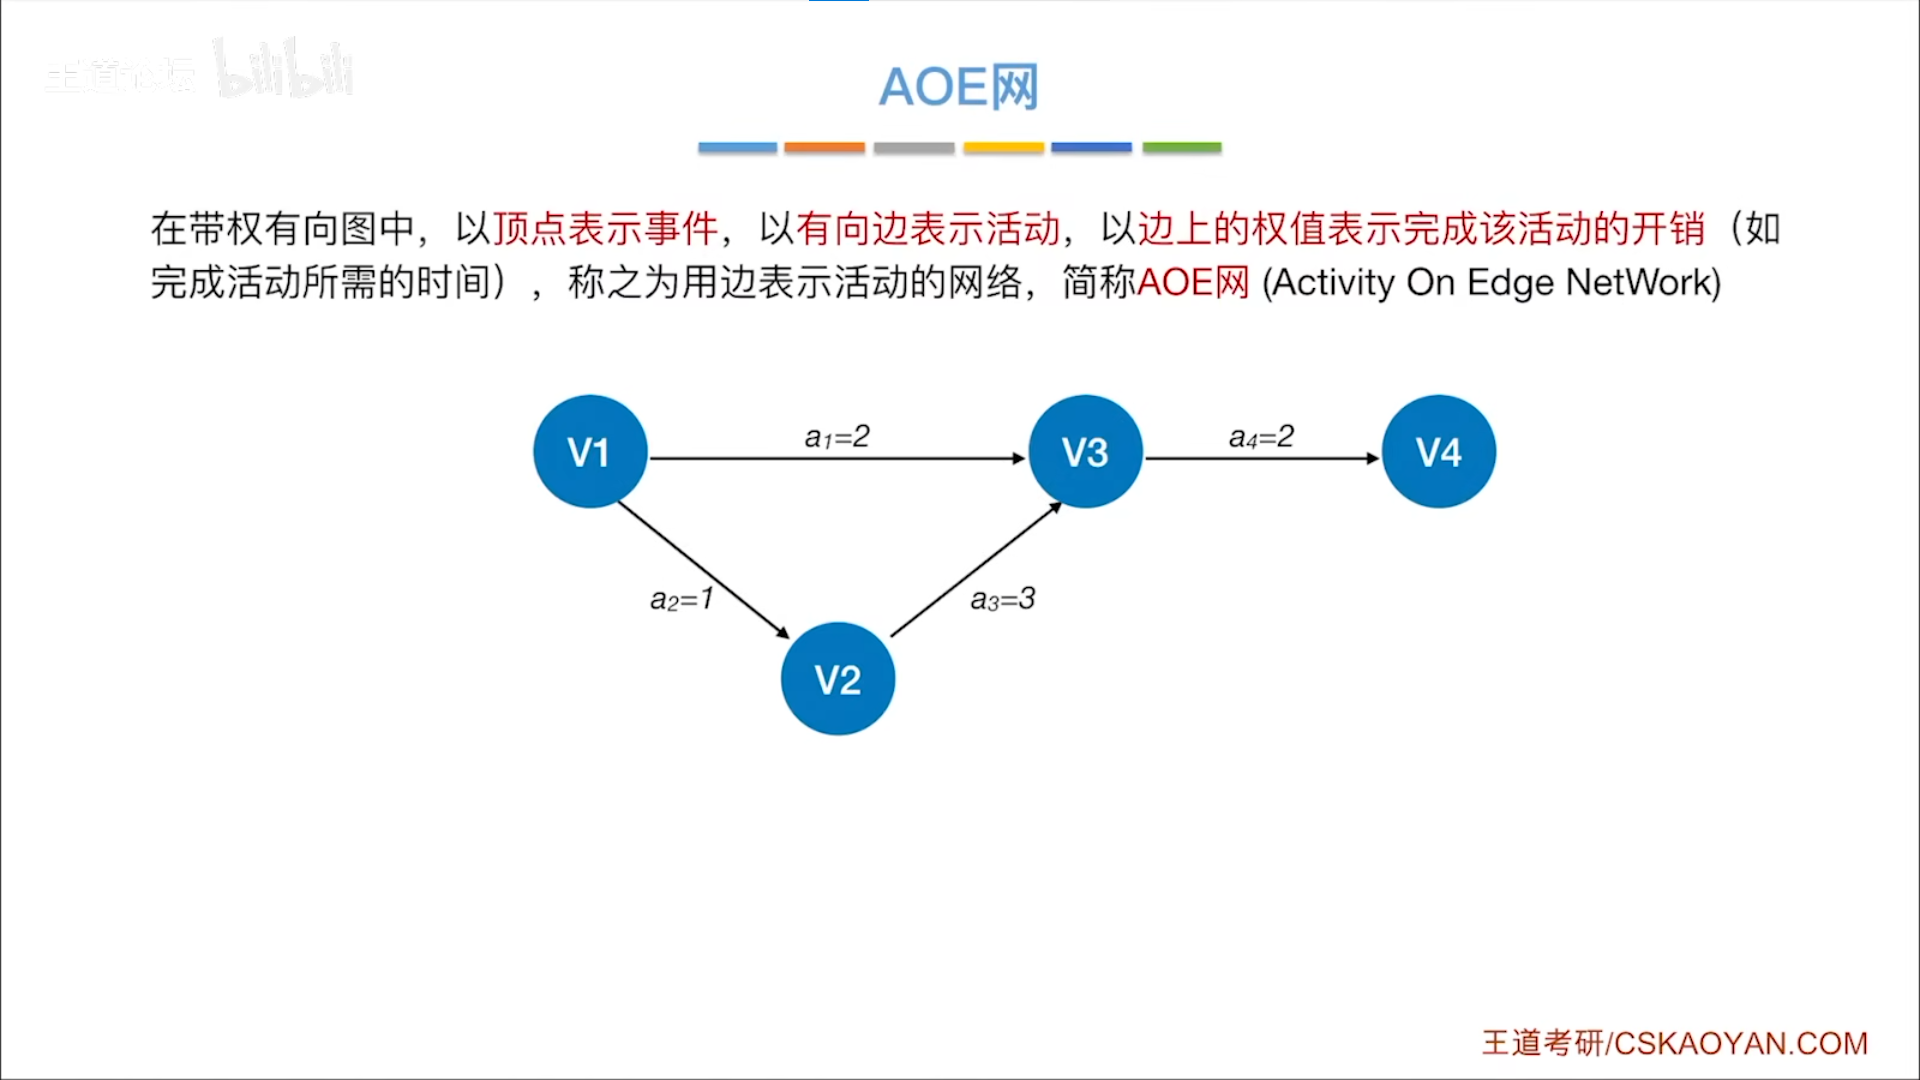 王道论坛 bilibili
AOE网
在带权有向图中，以顶点表示事件，以有向边表示活动，以边上的权值表示完成该活动的开销（如
完成活动所需的时间），称之为用边表示活动的网络，简称AOE网 (Activity On Edge NetWork)
a₁=2
a₄=2
V1
V3
V4
a₂=1
a₃=3
V2
王道考研/CSKAOYAN.COM